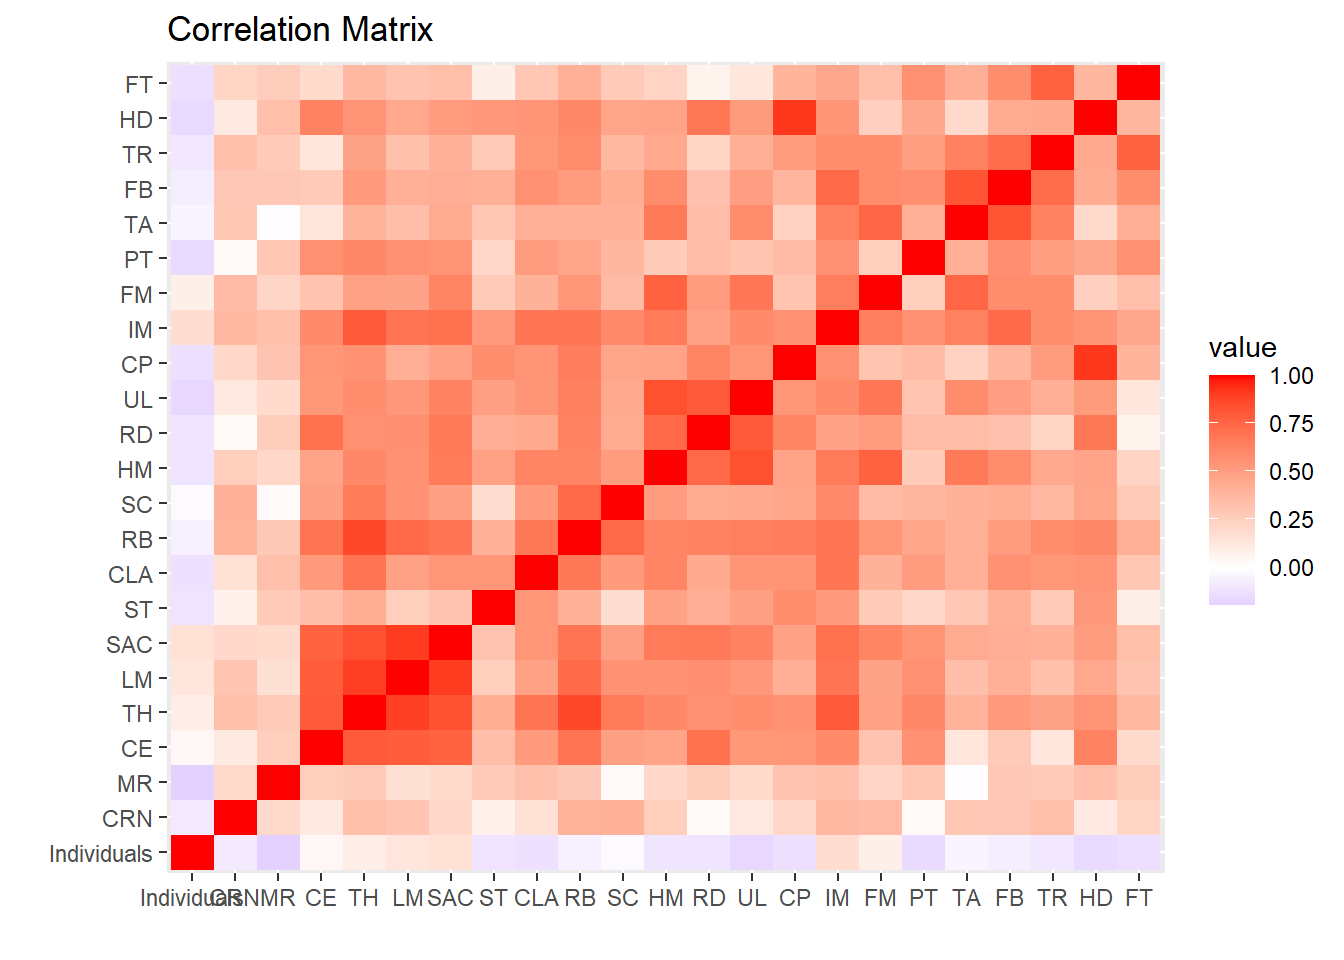 Correlation Matrix
FT
HD
TR
FB
TA
PT
FM
IM
CP
UL
RD
HM
SC
RB
CLA
ST
SAC
LM
TH
CE
MR
CRN
Individuals
Individuals CRN MR CE TH LM SAC ST CLA RB SC HM RD UL CP IM FM PT TA FB TR HD FT
value
1.00
0.75
0.50
0.25
0.00